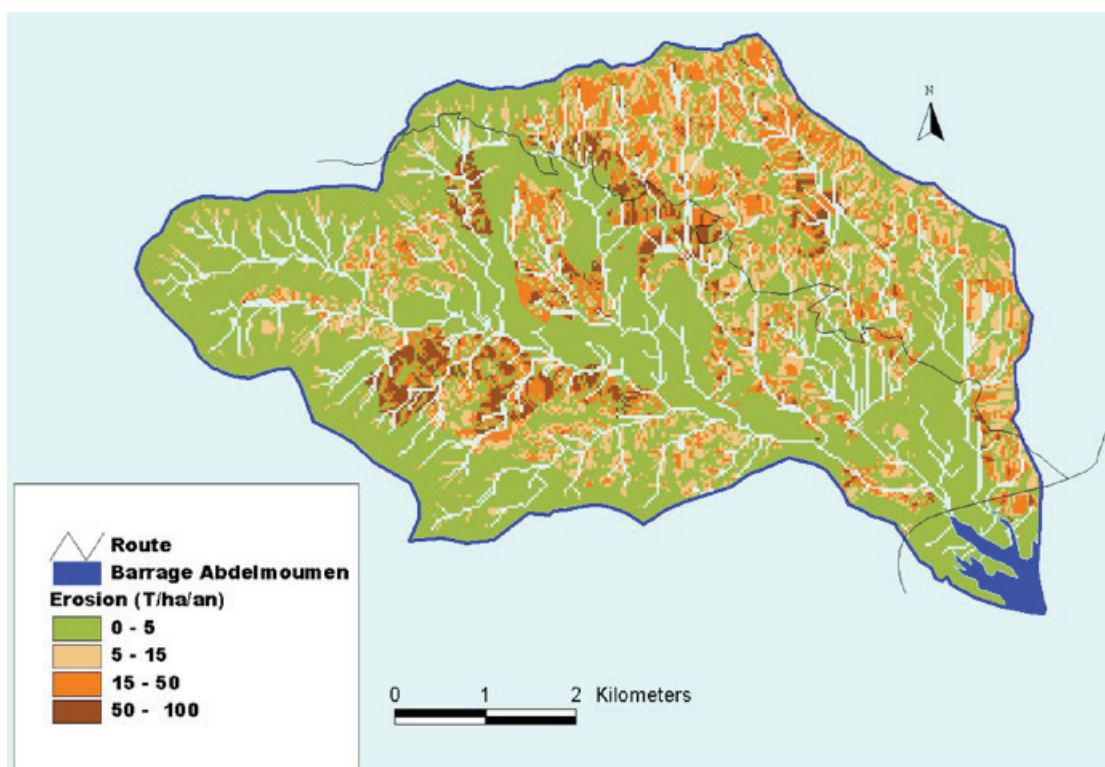 N
Route
Barrage Abdelmoumen
Erosion (T/ha/an)
0 - 5
5 - 15
15 - 50
50 - 100
0 1 2 Kilometers